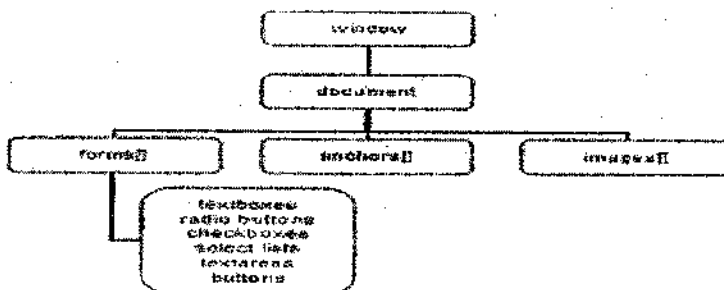 window
document
forms[]
anchors[]
images[]
textboxes
radio buttons
checkboxes
select lists
textareas
buttons